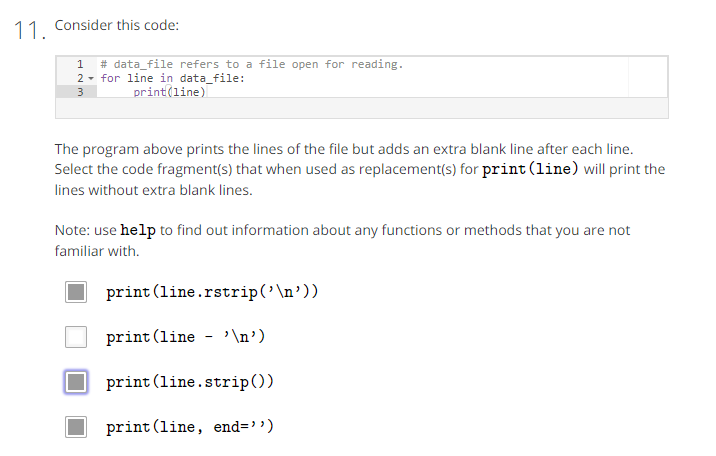 11. Consider this code:
1 # data_file refers to a file open for reading.
2 for line in data_file:
3     print(line)
The program above prints the lines of the file but adds an extra blank line after each line.
Select the code fragment(s) that when used as replacement(s) for print(line) will print the
lines without extra blank lines.
Note: use help to find out information about any functions or methods that you are not
familiar with.
print(line.rstrip('\n'))
print(line - '\n')
print(line.strip())
print(line, end='')